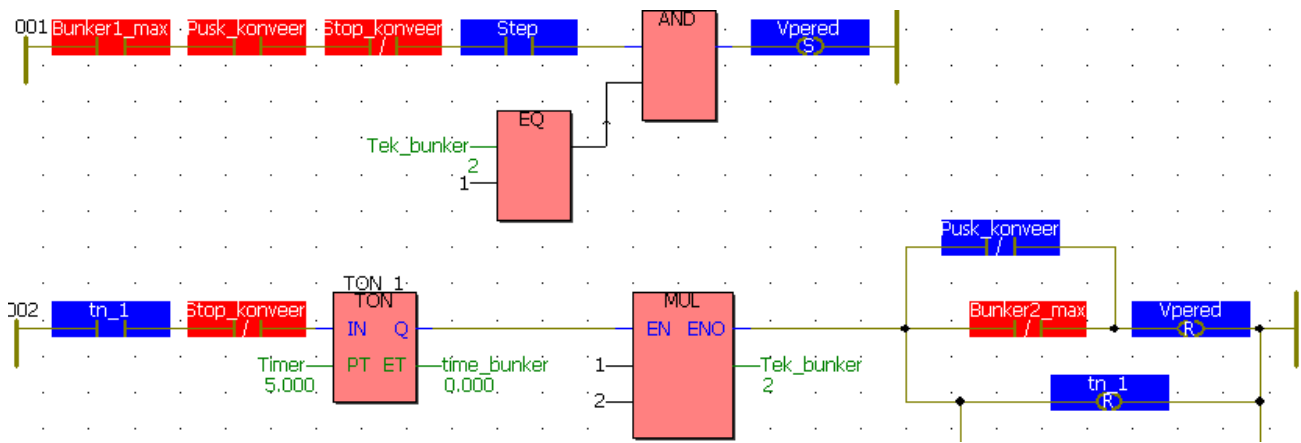 001 Bunker1_max Pusk_konveer Stop_konveer Step AND Vpered
S
EQ
Tek_bunker
2
1
Pusk_konveer
TON_1
002 tn_1 Stop_konveer TON MUL Bunker2_max Vpered
IN Q EN ENO R
Timer PT ET time_bunker 1 Tek_bunker
5.000 0.000 2 2
tn_1
R